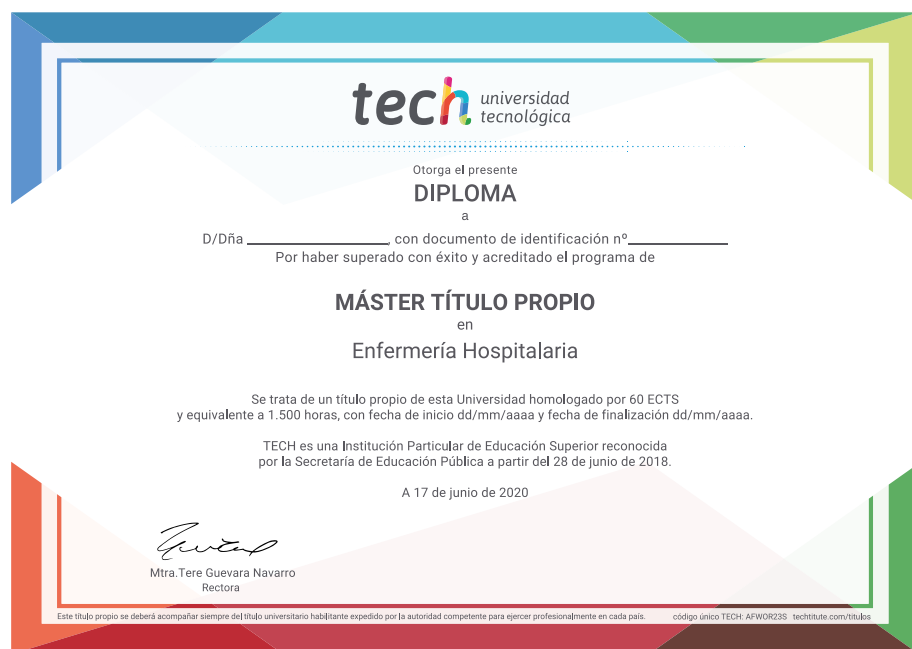 tech universidad
tecnológica
Otorga el presente
DIPLOMA
a
D/Dña ____________________, con documento de identificación nº______________
Por haber superado con éxito y acreditado el programa de
MÁSTER TÍTULO PROPIO
en
Enfermería Hospitalaria
Se trata de un título propio de esta Universidad homologado por 60 ECTS
y equivalente a 1.500 horas, con fecha de inicio dd/mm/aaaa y fecha de finalización dd/mm/aaaa.
TECH es una Institución Particular de Educación Superior reconocida
por la Secretaría de Educación Pública a partir del 28 de junio de 2018.
A 17 de junio de 2020
Mtra.Tere Guevara Navarro
Rectora
Este título propio se deberá acompañar siempre del título universitario habilitante expedido por la autoridad competente para ejercer profesionalmente en cada país. código único TECH: AFWOR23S techtitute.com/titulos